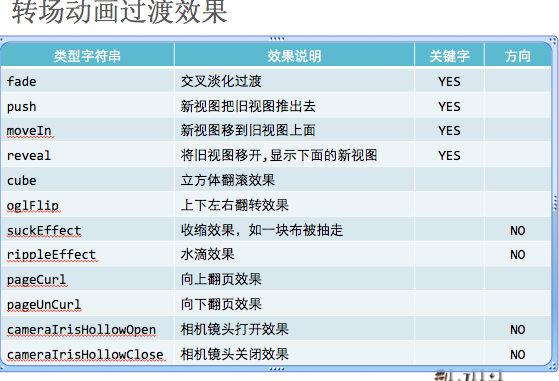 转场动画过渡效果
类型字符串 效果说明 关键字 方向
fade 交叉淡化过渡 YES
push 新视图把旧视图推出去 YES
moveIn 新视图移到旧视图上面 YES
reveal 将旧视图移开,显示下面的新视图 YES
cube 立方体翻滚效果
oglFlip 上下左右翻转效果
suckEffect 收缩效果，如一块布被抽走 NO
rippleEffect 水滴效果 NO
pageCurl 向上翻页效果
pageUnCurl 向下翻页效果
cameraIrisHollowOpen 相机镜头打开效果 NO
cameraIrisHollowClose 相机镜头关闭效果 NO